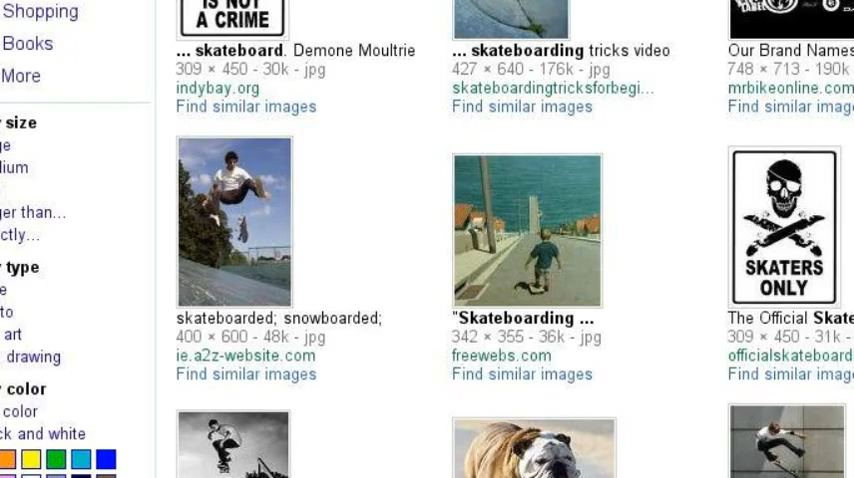 Shopping
Books
More
size
ge
lium
ger than...
ctly...
type
e
to
art
drawing
color
color
ck and white
IS NOT
A CRIME
... skateboard. Demone Moultrie
309 × 450 - 30k - jpg
indybay.org
Find similar images
... skateboarding tricks video
427 × 640 - 176k - jpg
skateboardingtricksforbegi...
Find similar images
LABEL
Our Brand Names
748 × 713 - 190k
mrbikeonline.com
Find similar image
skateboarded; snowboarded;
400 × 600 - 48k - jpg
ie.a2z-website.com
Find similar images
"Skateboarding ...
342 × 355 - 36k - jpg
freewebs.com
Find similar images
SKATERS
ONLY
The Official Skate
309 × 450 - 31k -
officialskateboard
Find similar image